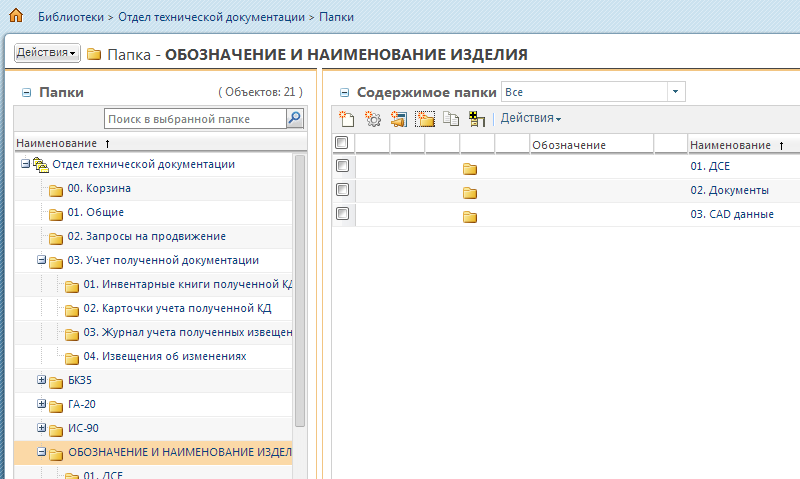 Библиотеки > Отдел технической документации > Папки
Действия Папка - ОБОЗНАЧЕНИЕ И НАИМЕНОВАНИЕ ИЗДЕЛИЯ
Папки ( Объектов: 21 )
Поиск в выбранной папке
Наименование
Отдел технической документации
00. Корзина
01. Общие
02. Запросы на продвижение
03. Учет полученной документации
01. Инвентарные книги полученной КД
02. Карточки учета полученной КД
03. Журнал учета полученных извещен
04. Извещения об изменениях
БК35
ГА-20
ИС-90
ОБОЗНАЧЕНИЕ И НАИМЕНОВАНИЕ ИЗДЕЛ
01. ДСЕ
Содержимое папки Все
Действия
Обозначение Наименование
01. ДСЕ
02. Документы
03. CAD данные